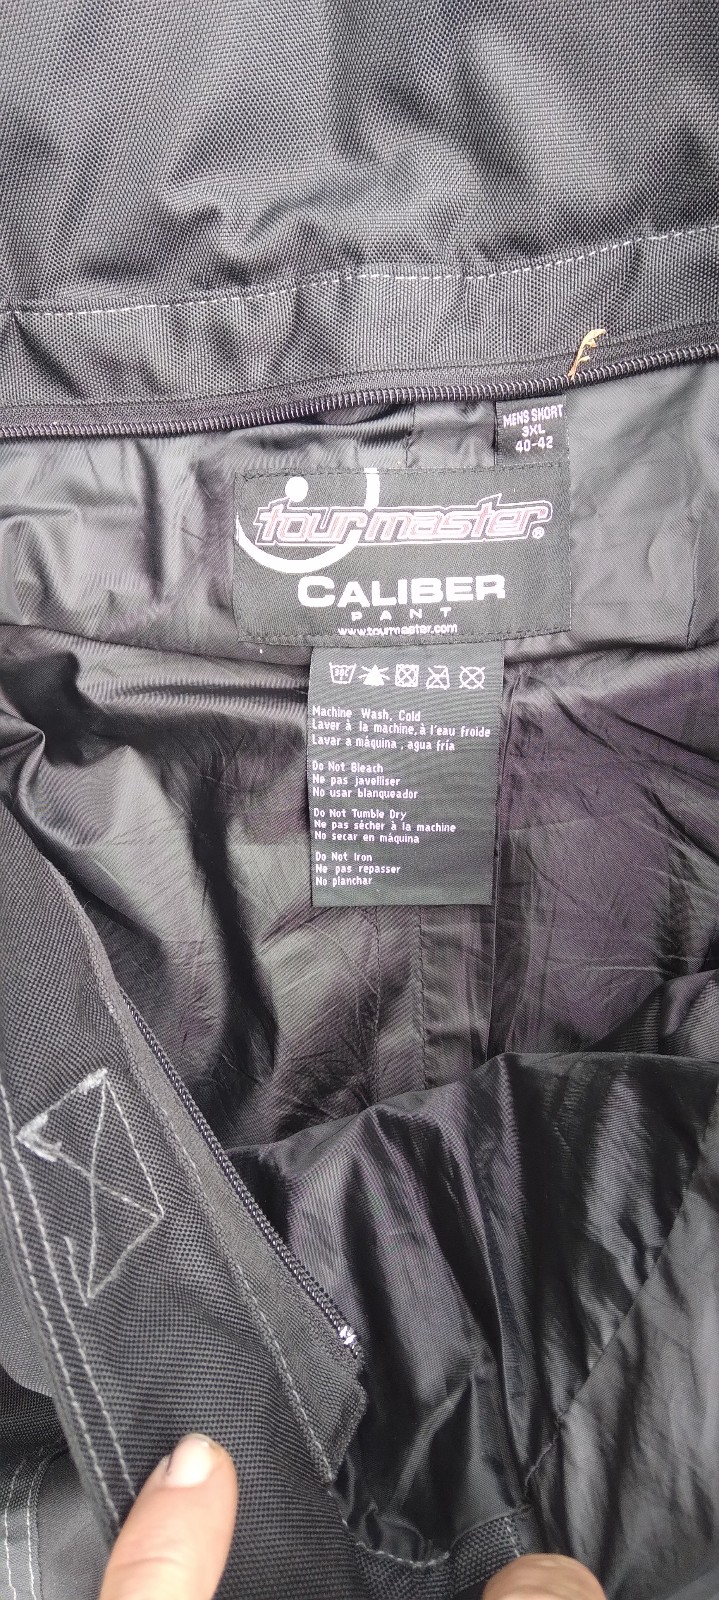 MEN'S SHORT
3XL
40-42
tourmaster®
CALIBER
PANT
www.tourmaster.com
30C
Machine Wash, Cold
Laver à la machine, à l'eau froide
Lavar a máquina, agua fría
Do Not Bleach
Ne pas javelliser
No usar blanqueador
Do Not Tumble Dry
Ne pas sécher à la machine
No secar en máquina
Do Not Iron
Ne pas repasser
No planchar